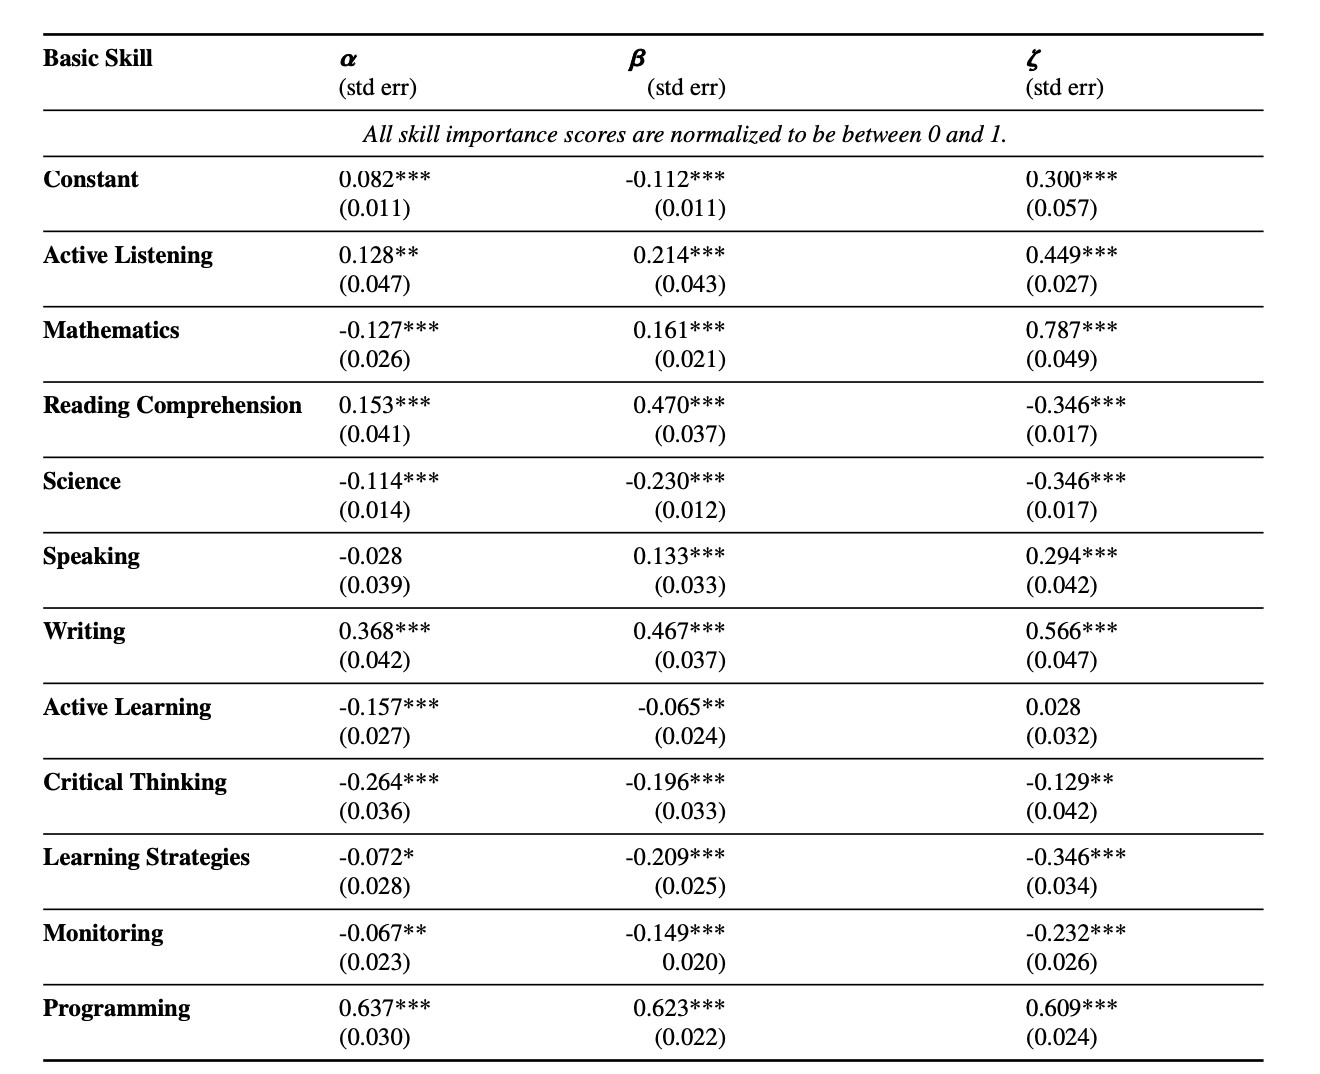 Basic Skill α β ζ
(std err) (std err) (std err)
All skill importance scores are normalized to be between 0 and 1.
Constant 0.082*** -0.112*** 0.300***
(0.011) (0.011) (0.057)
Active Listening 0.128** 0.214*** 0.449***
(0.047) (0.043) (0.027)
Mathematics -0.127*** 0.161*** 0.787***
(0.026) (0.021) (0.049)
Reading Comprehension 0.153*** 0.470*** -0.346***
(0.041) (0.037) (0.017)
Science -0.114*** -0.230*** -0.346***
(0.014) (0.012) (0.017)
Speaking -0.028 0.133*** 0.294***
(0.039) (0.033) (0.042)
Writing 0.368*** 0.467*** 0.566***
(0.042) (0.037) (0.047)
Active Learning -0.157*** -0.065** 0.028
(0.027) (0.024) (0.032)
Critical Thinking -0.264*** -0.196*** -0.129**
(0.036) (0.033) (0.042)
Learning Strategies -0.072* -0.209*** -0.346***
(0.028) (0.025) (0.034)
Monitoring -0.067** -0.149*** -0.232***
(0.023) 0.020) (0.026)
Programming 0.637*** 0.623*** 0.609***
(0.030) (0.022) (0.024)